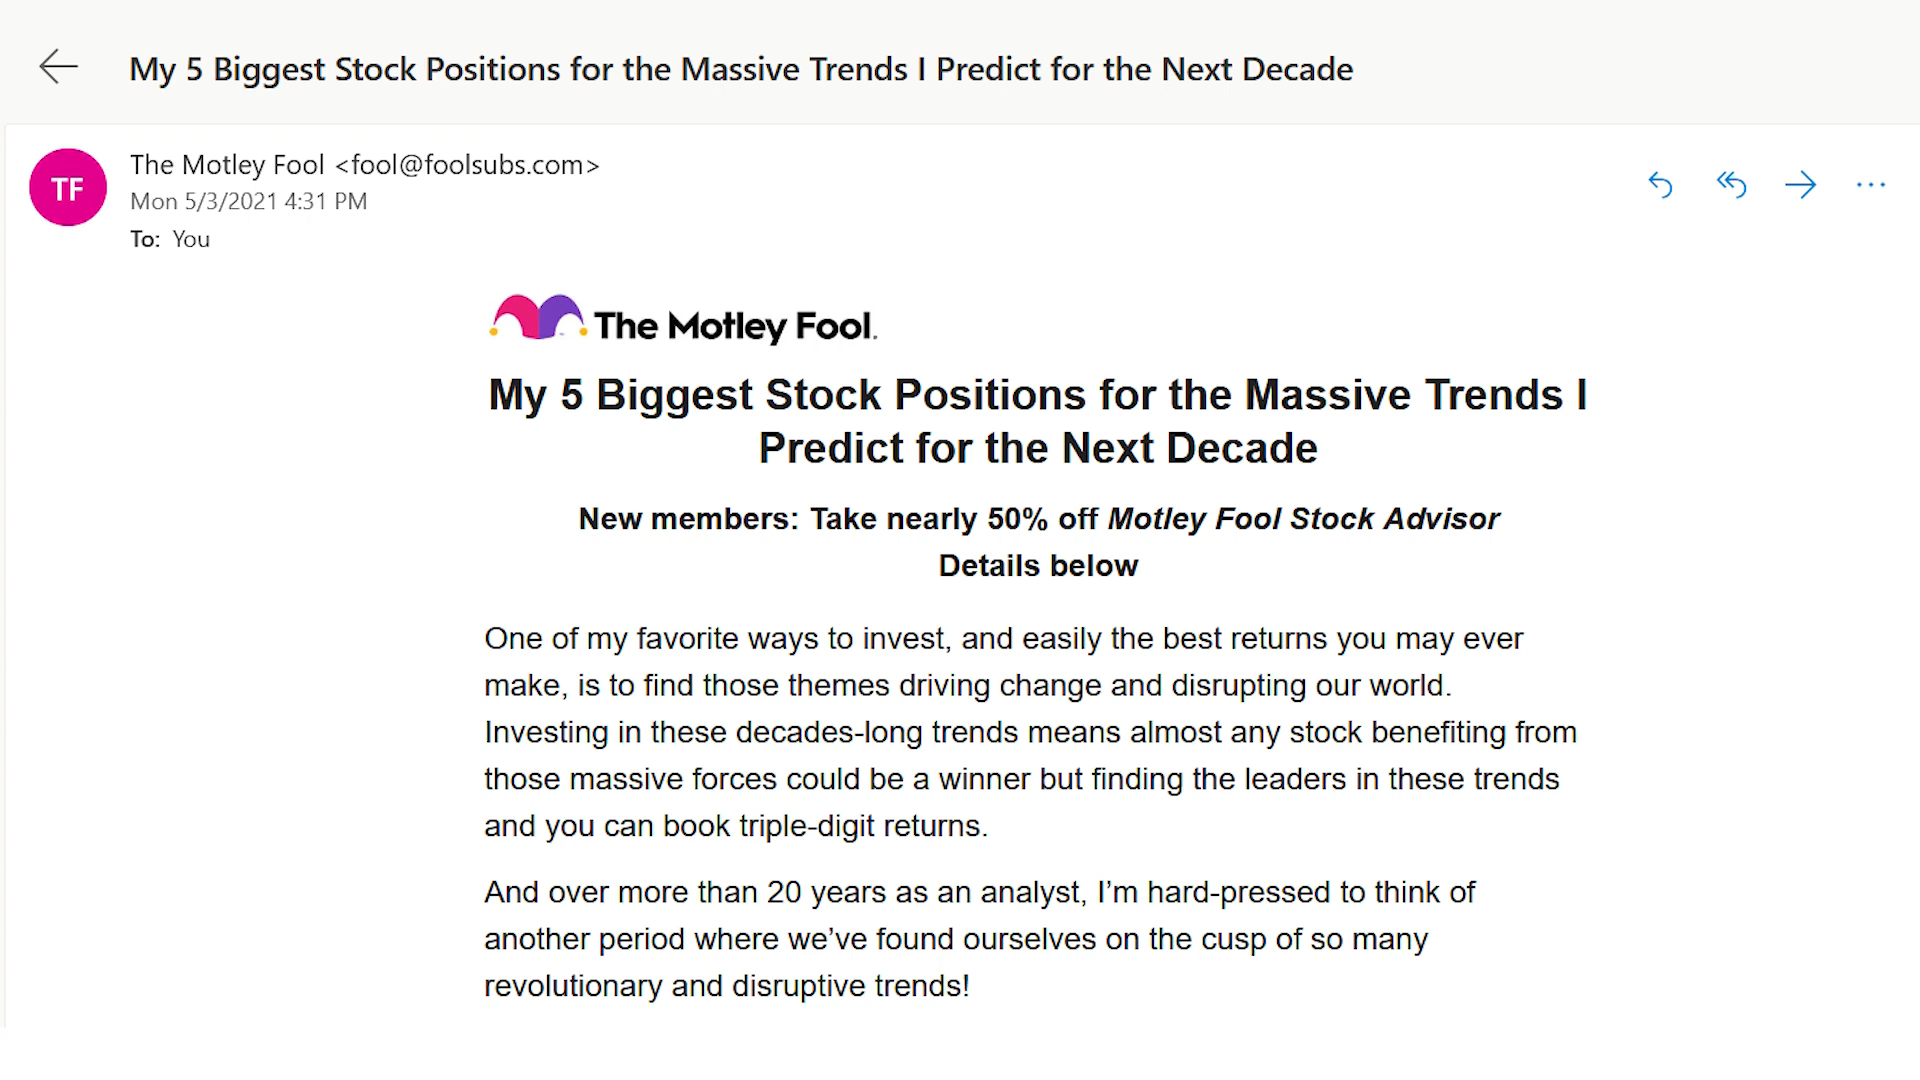 My 5 Biggest Stock Positions for the Massive Trends I Predict for the Next Decade
TF
The Motley Fool <fool@foolsubs.com>
Mon 5/3/2021 4:31 PM
To: You
The Motley Fool.
My 5 Biggest Stock Positions for the Massive Trends I
Predict for the Next Decade
New members: Take nearly 50% off Motley Fool Stock Advisor
Details below
One of my favorite ways to invest, and easily the best returns you may ever
make, is to find those themes driving change and disrupting our world.
Investing in these decades-long trends means almost any stock benefiting from
those massive forces could be a winner but finding the leaders in these trends
and you can book triple-digit returns.
And over more than 20 years as an analyst, I’m hard-pressed to think of
another period where we’ve found ourselves on the cusp of so many
revolutionary and disruptive trends!